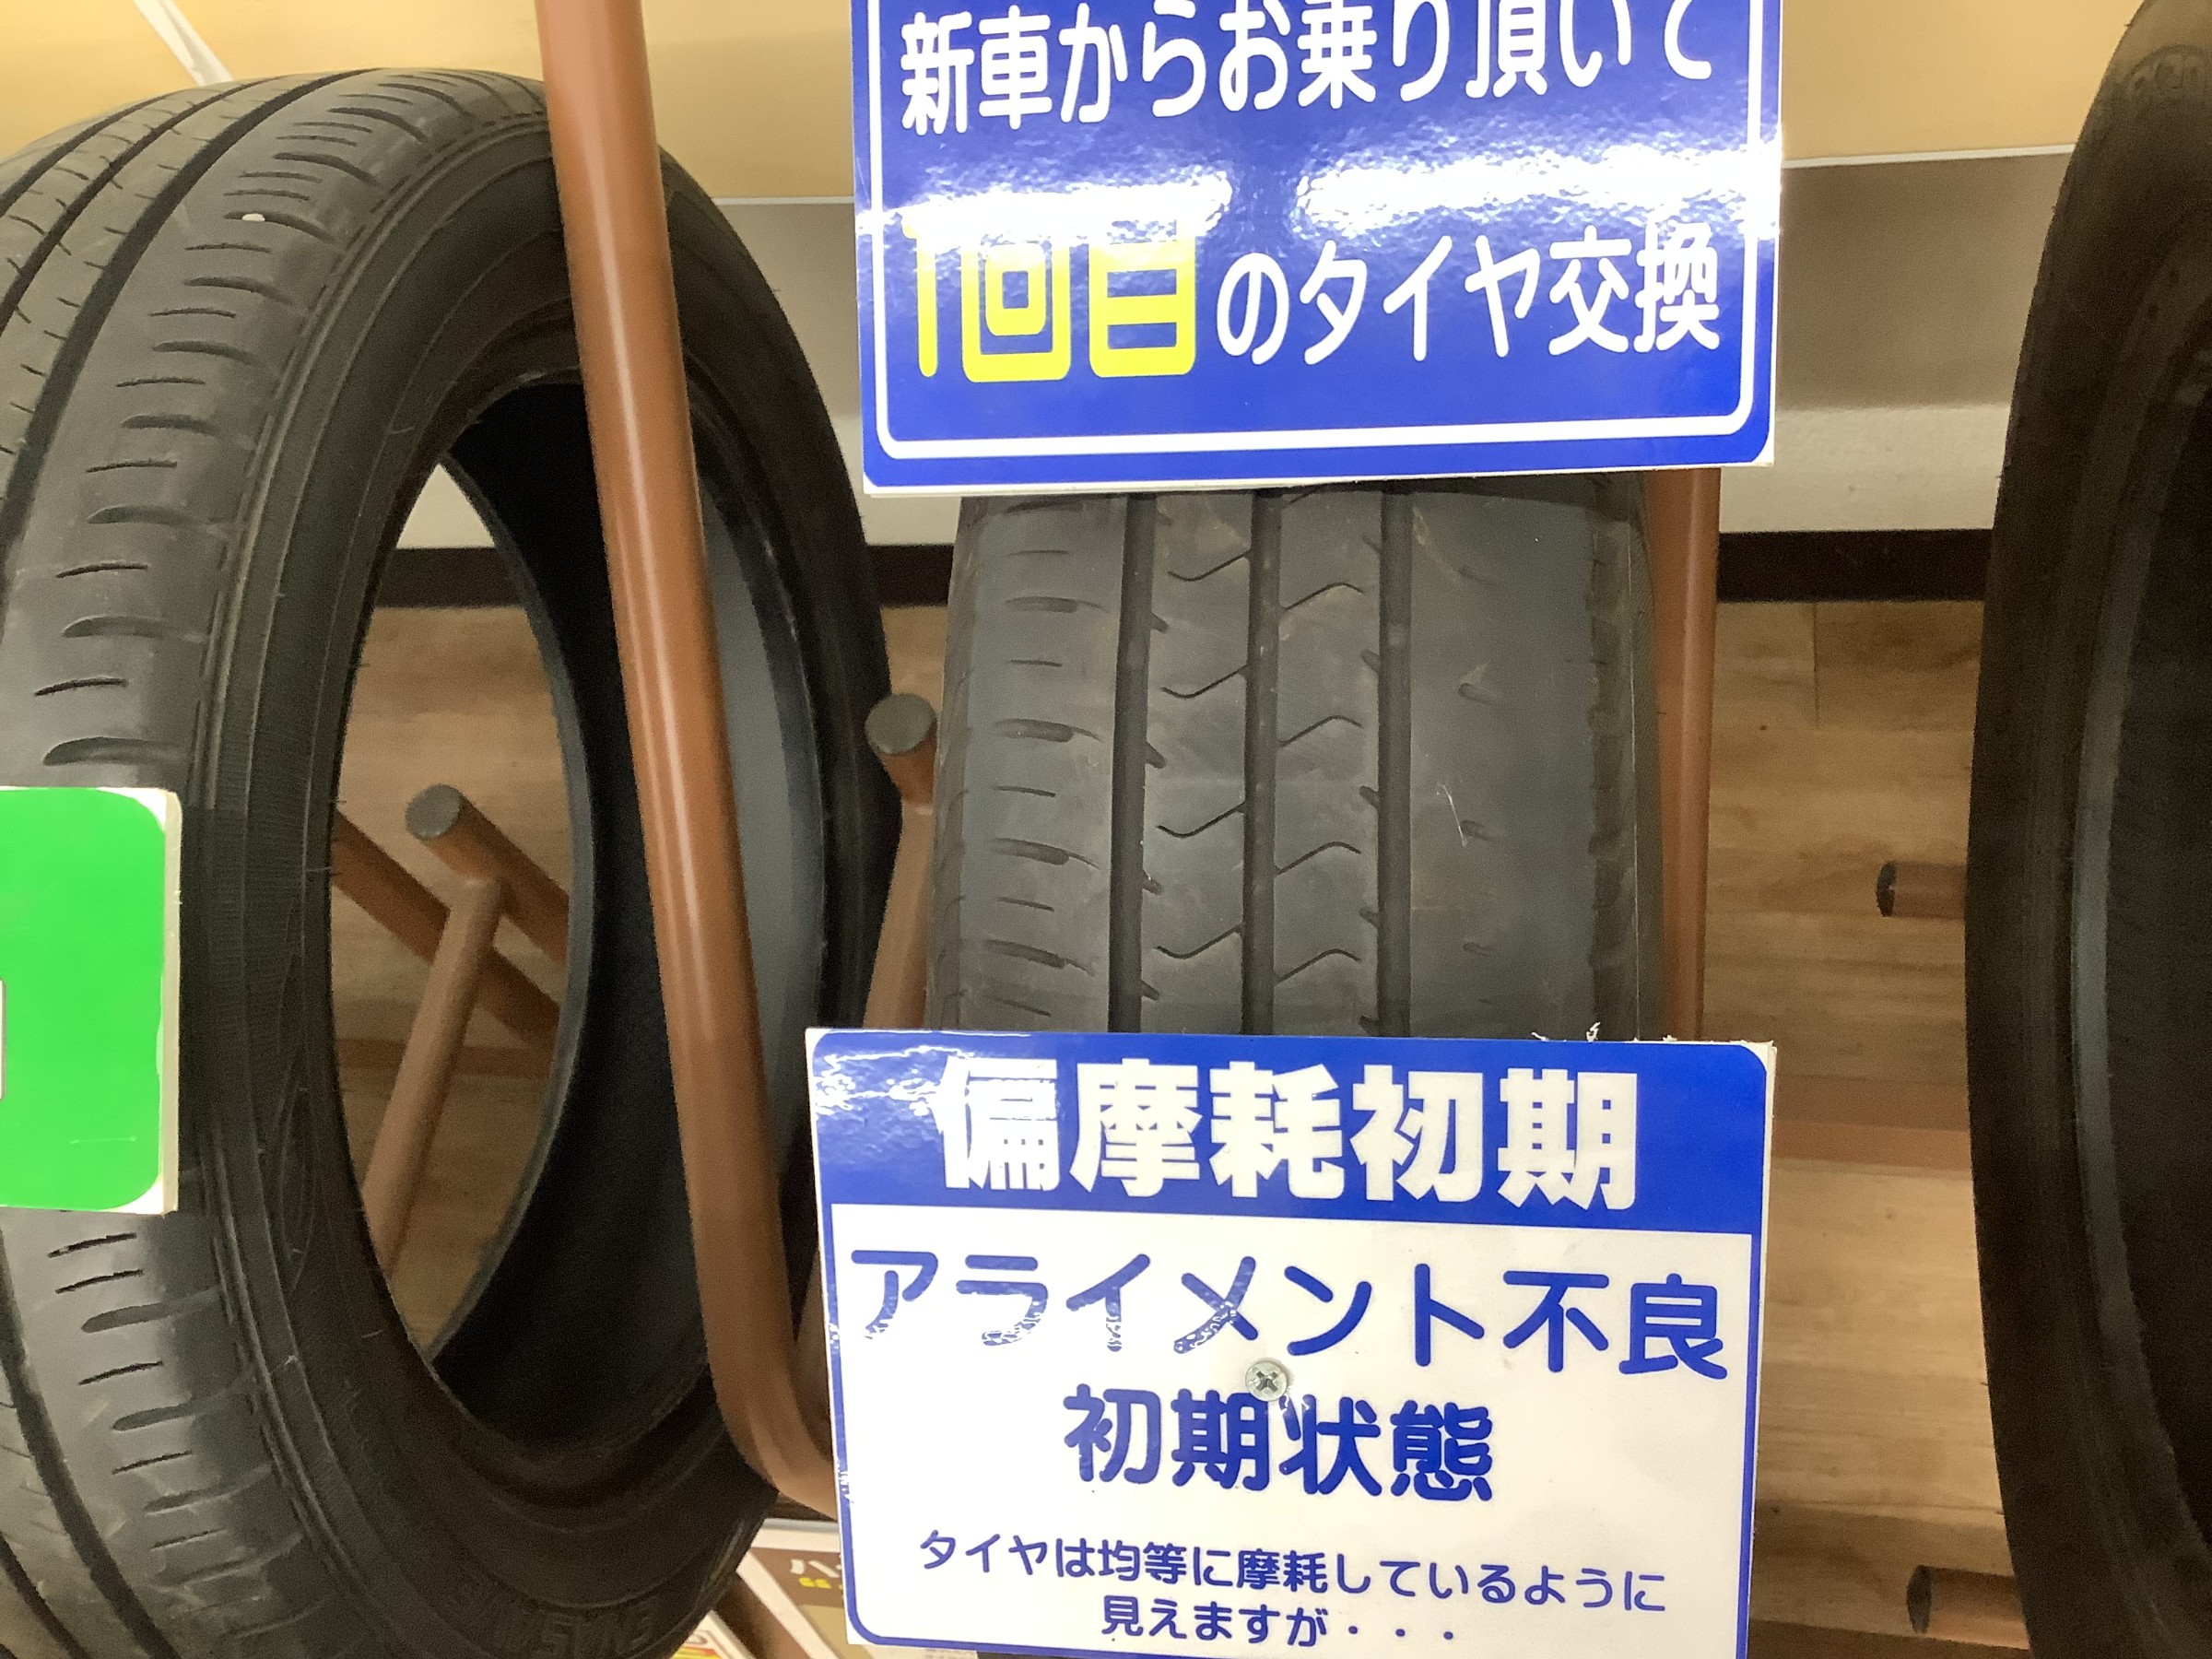 新車からお乗り頂いて
1回目のタイヤ交換
偏摩耗初期
アライメント不良
初期状態
タイヤは均等に摩耗しているように
見えますが・・・